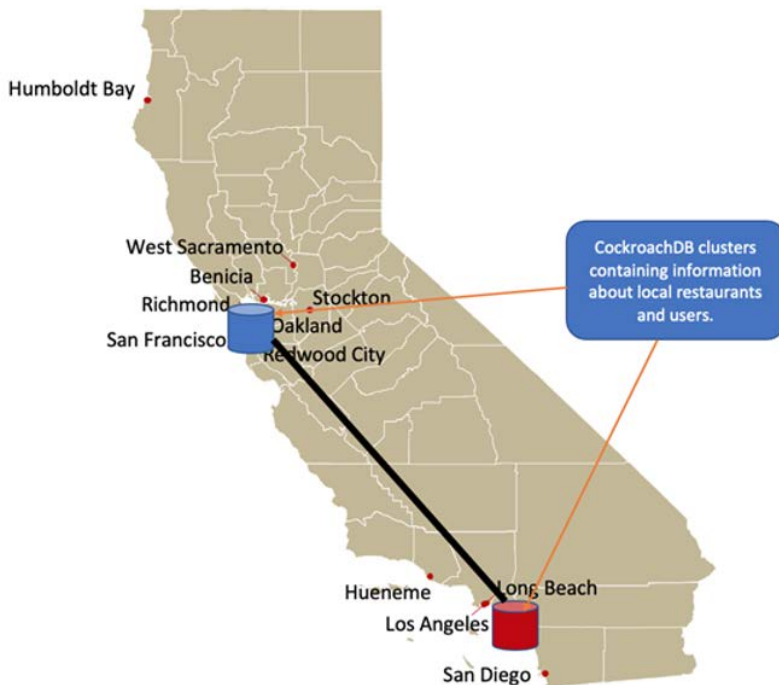 Humboldt Bay
West Sacramento
Benicia
Richmond
Stockton
San Francisco
Oakland
Redwood City
CockroachDB clusters
containing information
about local restaurants
and users.
Hueneme
Long Beach
Los Angeles
San Diego